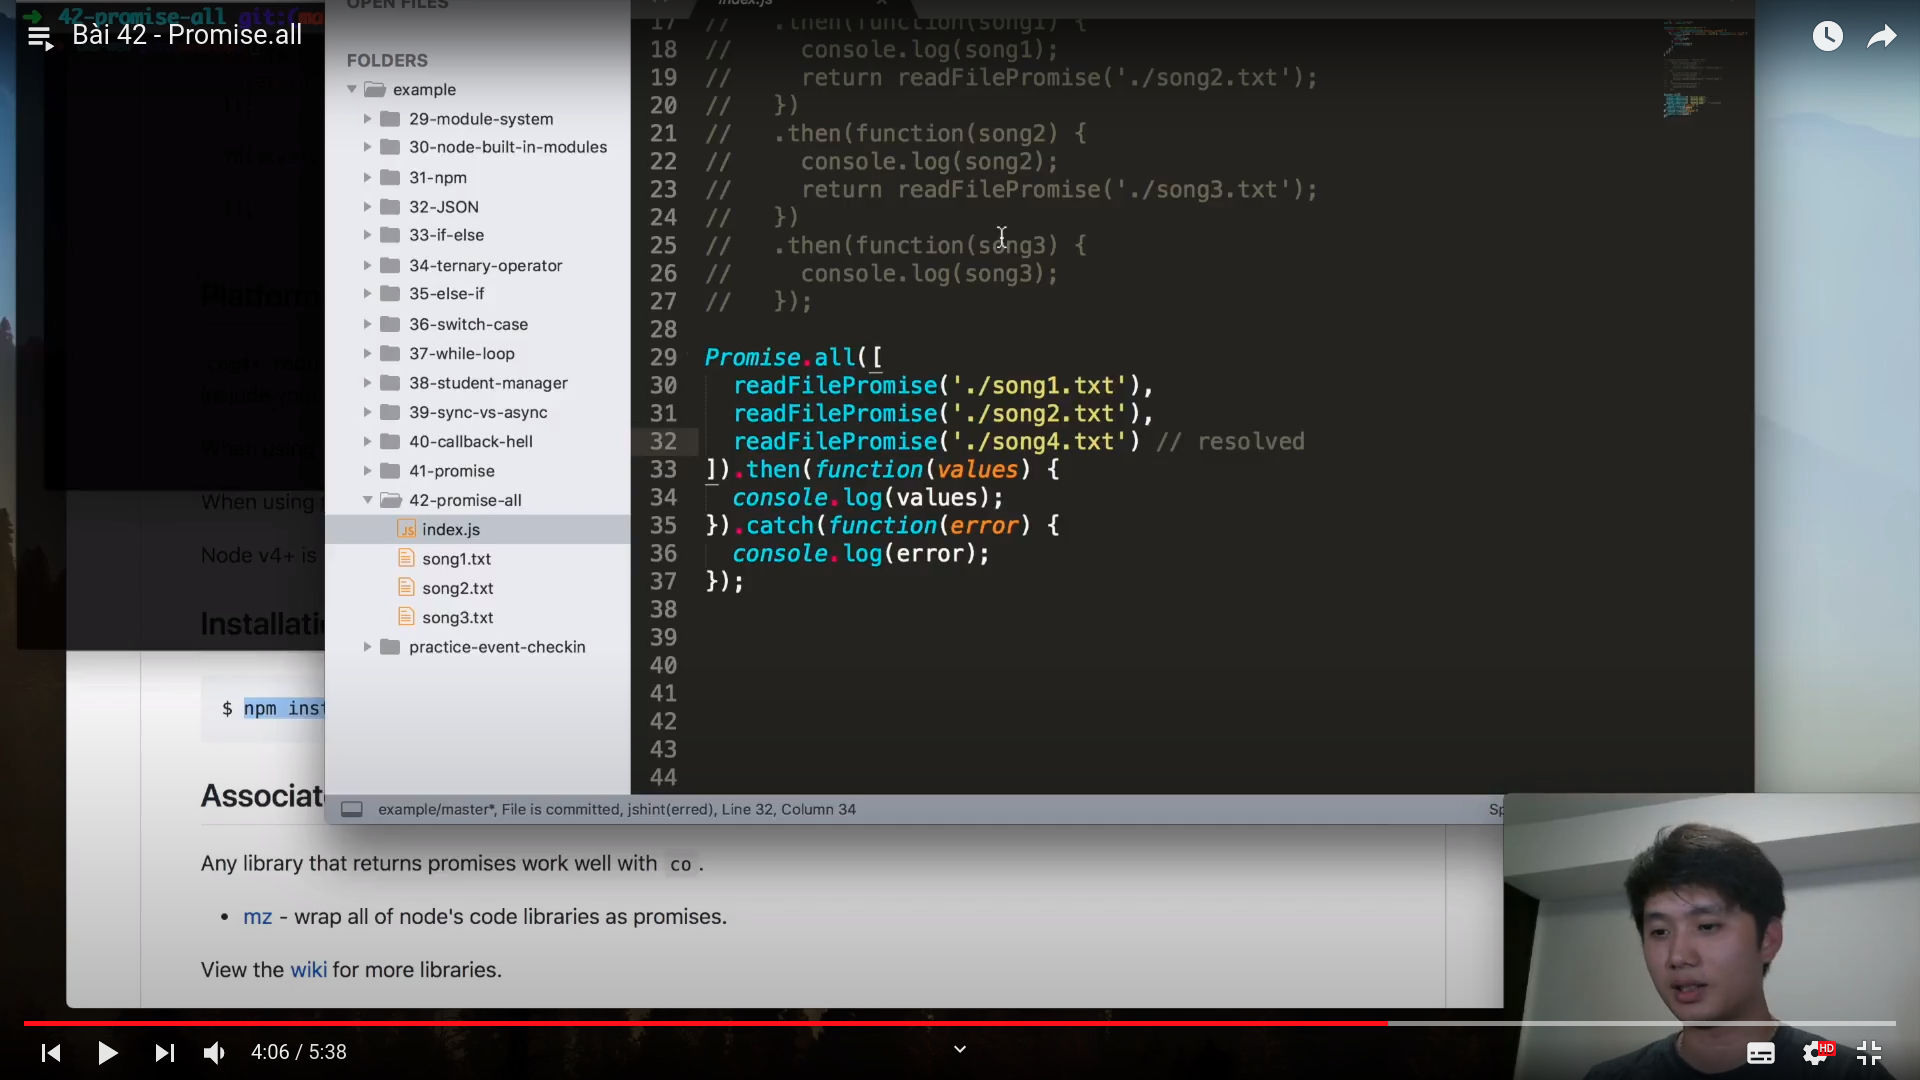 42-promise-all git:(ma
Bài 42 - Promise.all
OPEN FILES
FOLDERS
example
29-module-system
30-node-built-in-modules
31-npm
32-JSON
33-if-else
34-ternary-operator
35-else-if
36-switch-case
37-while-loop
38-student-manager
39-sync-vs-async
40-callback-hell
41-promise
42-promise-all
index.js
song1.txt
song2.txt
song3.txt
practice-event-checkin
index.js
17 // .then(function(song1) {
18 // console.log(song1);
19 // return readFilePromise('./song2.txt');
20 // })
21 // .then(function(song2) {
22 // console.log(song2);
23 // return readFilePromise('./song3.txt');
24 // })
25 // .then(function(song3) {
26 // console.log(song3);
27 // });
28
29 Promise.all([
30 readFilePromise('./song1.txt'),
31 readFilePromise('./song2.txt'),
32 readFilePromise('./song4.txt') // resolved
33 ]).then(function(values) {
34 console.log(values);
35 }).catch(function(error) {
36 console.log(error);
37 });
38
39
40
41
42
43
44
example/master*, File is committed, jshint(erred), Line 32, Column 34
Sp
Platform
When using
When using
Node v4+ is
Installati
$ npm inst
Associat
Any library that returns promises work well with co .
• mz - wrap all of node's code libraries as promises.
View the wiki for more libraries.
4:06 / 5:38
HD